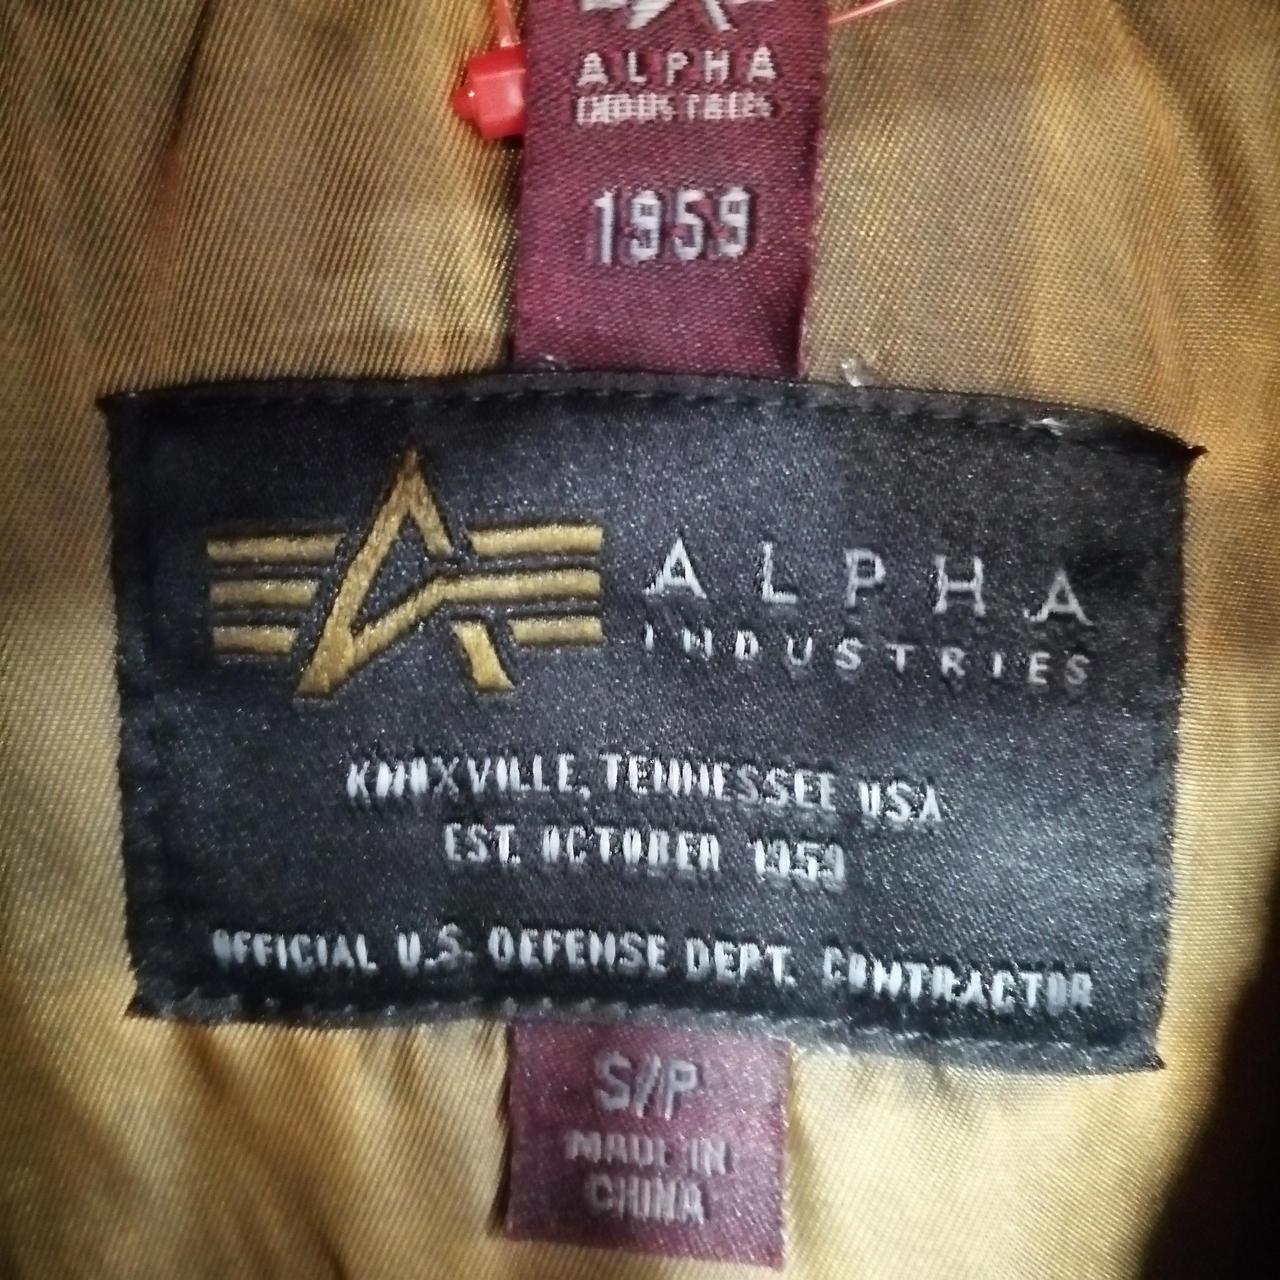 ALPHA
INDUSTRIES
1959
ALPHA
INDUSTRIES
KNOXVILLE, TENNESSEE USA
EST. OCTOBER 1959
OFFICIAL U.S. DEFENSE DEPT. CONTRACTOR
S/P
MADE IN
CHINA